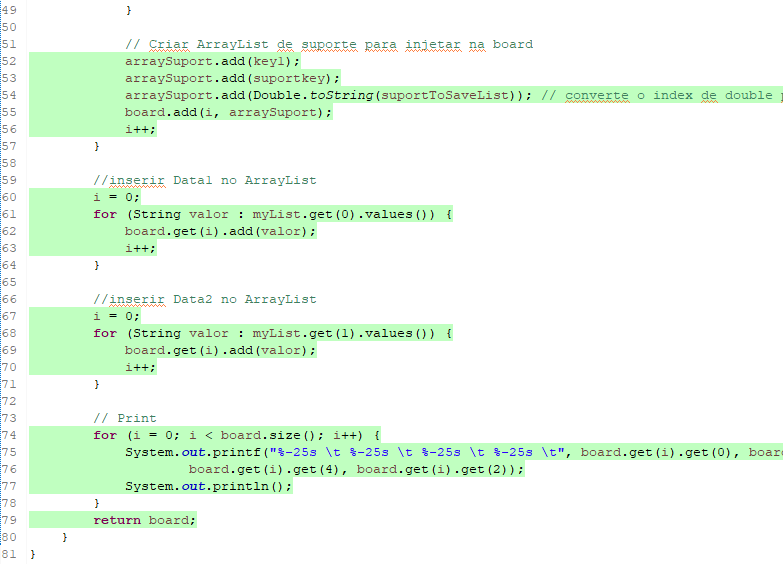 49 }
50
51 // Criar ArrayList de suporte para injetar na board
52 arraySuport.add(key1);
53 arraySuport.add(suportkey);
54 arraySuport.add(Double.toString(suportToSaveList)); // converte o index de double p
55 board.add(i, arraySuport);
56 i++;
57 }
58
59 //inserir Data1 no ArrayList
60 i = 0;
61 for (String valor : myList.get(0).values()) {
62 board.get(i).add(valor);
63 i++;
64 }
65
66 //inserir Data2 no ArrayList
67 i = 0;
68 for (String valor : myList.get(1).values()) {
69 board.get(i).add(valor);
70 i++;
71 }
72
73 // Print
74 for (i = 0; i < board.size(); i++) {
75 System.out.printf("%-25s \t %-25s \t %-25s \t %-25s \t", board.get(i).get(0), boar
76 board.get(i).get(4), board.get(i).get(2));
77 System.out.println();
78 }
79 return board;
80 }
81 }